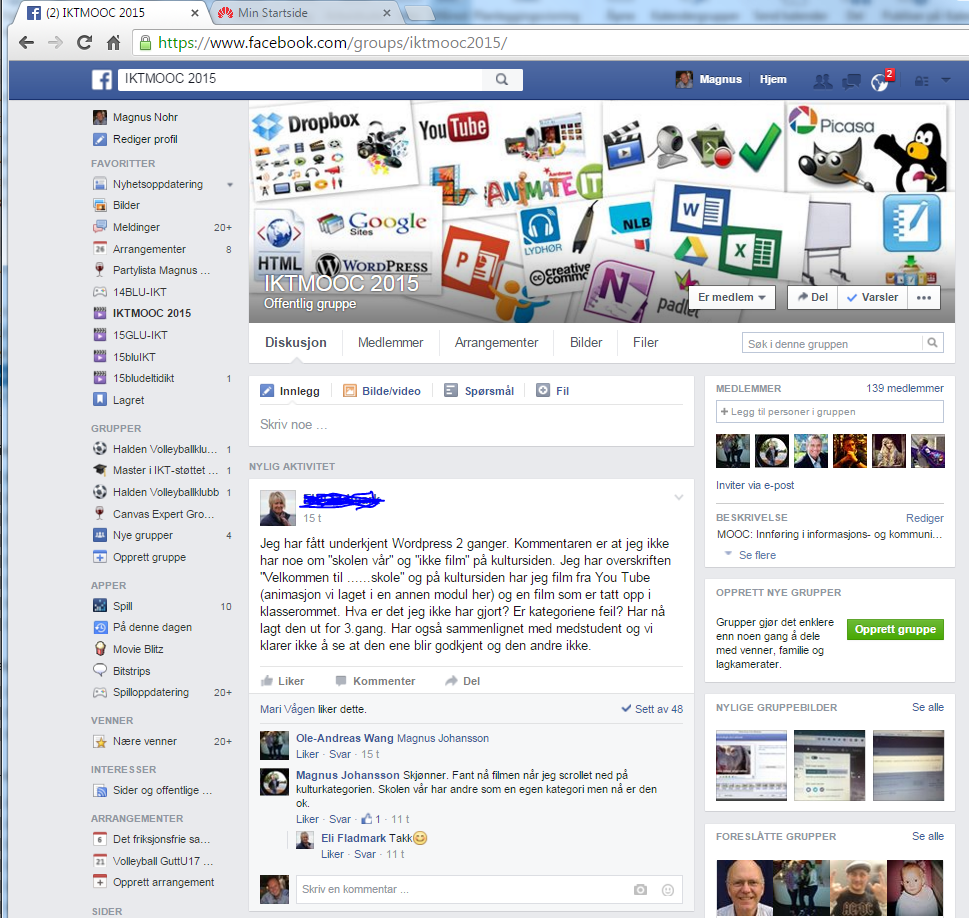 (2) IKTMOOC 2015
Min Startside
https://www.facebook.com/groups/iktmooc2015/
IKTMOOC 2015
Magnus
Hjem
2
Magnus Nohr
Rediger profil
FAVORITTER
Nyhetsoppdatering
Bilder
Meldinger 20+
Arrangementer 8
Partylista Magnus ...
14BLU-IKT
IKTMOOC 2015
15GLU-IKT
15bluIKT
15bludeltidikt 1
Lagret
GRUPPER
Halden Volleyballklu... 1
Master i IKT-støttet ... 1
Halden Volleyballklubb 1
Canvas Expert Gro...
Nye grupper 4
Opprett gruppe
APPER
Spill 10
På denne dagen
Movie Blitz
Bitstrips
Spilloppdatering 20+
VENNER
Nære venner 20+
INTERESSER
Sider og offentlige ...
ARRANGEMENTER
Det friksjonsfrie sa...
Volleyball GuttU17 ...
Opprett arrangement
SIDER
Dropbox
YouTube
Picasa
ANIMATE IT
Google
Sites
HTML
WORDPRESS
LYDHØR
NLB
creative
commo
padle
IKTMOOC 2015
Offentlig gruppe
Er medlem
Del
Varsler
Diskusjon
Medlemmer
Arrangementer
Bilder
Filer
Søk i denne gruppen
Innlegg
Bilde/video
Spørsmål
Fil
Skriv noe ...
NYLIG AKTIVITET
15 t
Jeg har fått underkjent Wordpress 2 ganger. Kommentaren er at jeg ikke
har noe om "skolen vår" og "ikke film" på kultursiden. Jeg har overskriften
"Velkommen til ......skole" og på kultursiden har jeg film fra You Tube
(animasjon vi laget i en annen modul her) og en film som er tatt opp i
klasserommet. Hva er det jeg ikke har gjort? Er kategoriene feil? Har nå
lagt den ut for 3.gang. Har også sammenlignet med medstudent og vi
klarer ikke å se at den ene blir godkjent og den andre ikke.
Liker
Kommenter
Del
Mari Vågen liker dette.
Sett av 48
Ole-Andreas Wang Magnus Johansson
Liker · Svar · 15 t
Magnus Johansson Skjønner. Fant nå filmen når jeg scrollet ned på
kulturkategorien. Skolen vår har andre som en egen kategori men nå er den
ok.
Liker · Svar · 1 · 11 t
Eli Fladmark Takk
Liker · Svar · 11 t
Skriv en kommentar ...
MEDLEMMER
139 medlemmer
+ Legg til personer i gruppen
Inviter via e-post
BESKRIVELSE
Rediger
MOOC: Innføring i informasjons- og kommuni...
Se flere
OPPRETT NYE GRUPPER
Grupper gjør det enklere
enn noen gang å dele
med venner, familie og
lagkamerater.
Opprett gruppe
NYLIGE GRUPPEBILDER
Se alle
FORESLÅTTE GRUPPER
Se alle